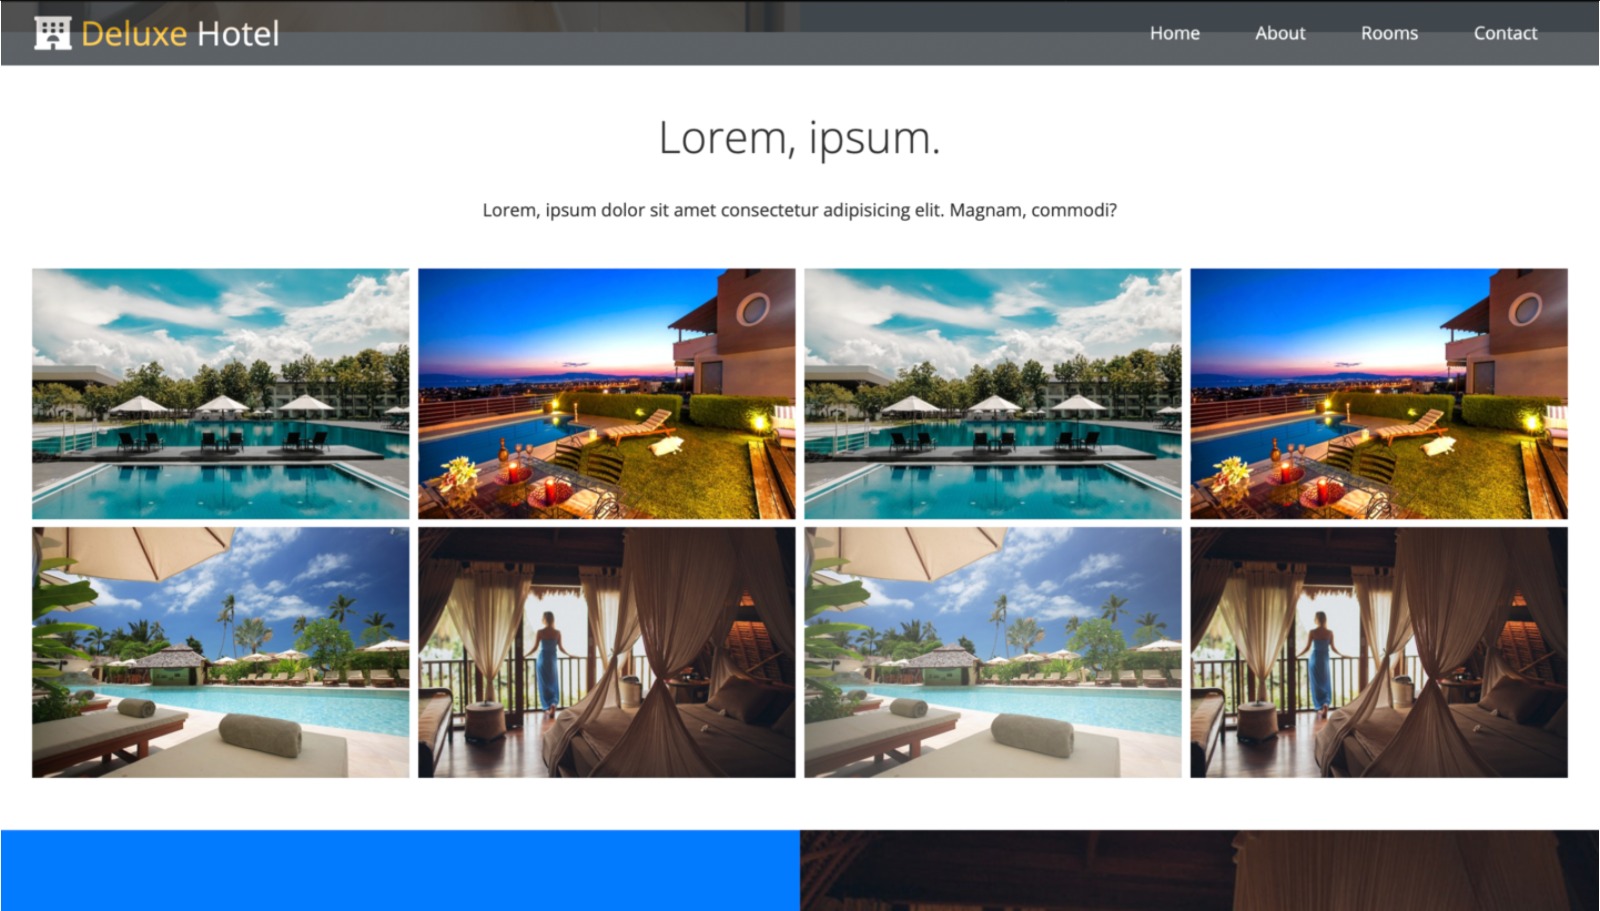 Deluxe Hotel
Home About Rooms Contact
Lorem, ipsum.
Lorem, ipsum dolor sit amet consectetur adipisicing elit. Magnam, commodi?